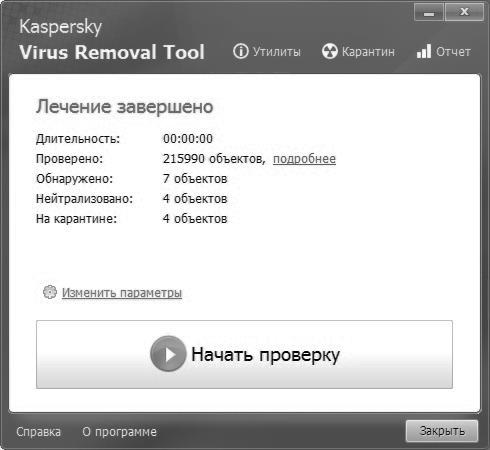 Kaspersky
Virus Removal Tool Утилиты Карантин Отчет
Лечение завершено
Длительность: 00:00:00
Проверено: 215990 объектов, подробнее
Обнаружено: 7 объектов
Нейтрализовано: 4 объектов
На карантине: 4 объектов
Изменить параметры
Начать проверку
Справка О программе Закрыть